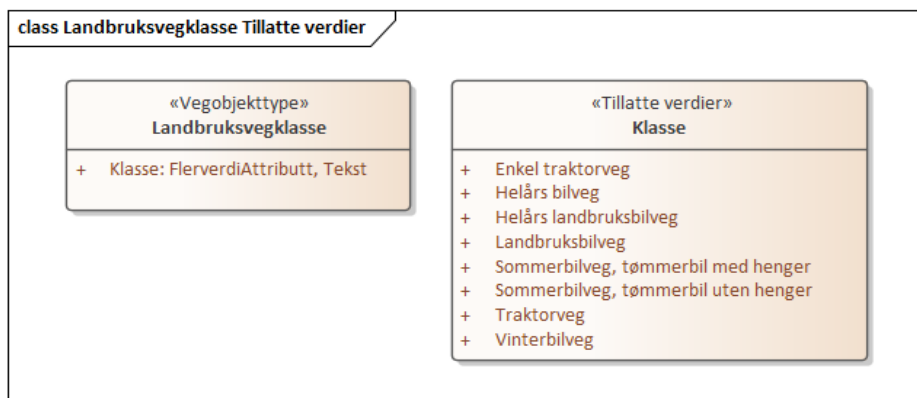 class Landbruksvegklasse Tillatte verdier
«Vegobjekttype»
Landbruksvegklasse
+ Klasse: FlerverdiAttributt, Tekst
«Tillatte verdier»
Klasse
+ Enkel traktorveg
+ Helårs bilveg
+ Helårs landbruksbilveg
+ Landbruksbilveg
+ Sommerbilveg, tømmerbil med henger
+ Sommerbilveg, tømmerbil uten henger
+ Traktorveg
+ Vinterbilveg